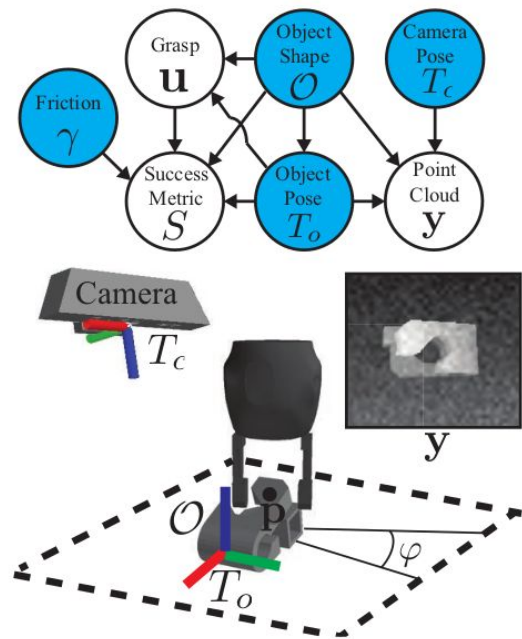 Grasp
u
Object
Shape
𝒪
Camera
Pose
T_c
Friction
γ
Success
Metric
S
Object
Pose
T_o
Point
Cloud
y
Camera
T_c
y
p
𝒪
φ
T_o